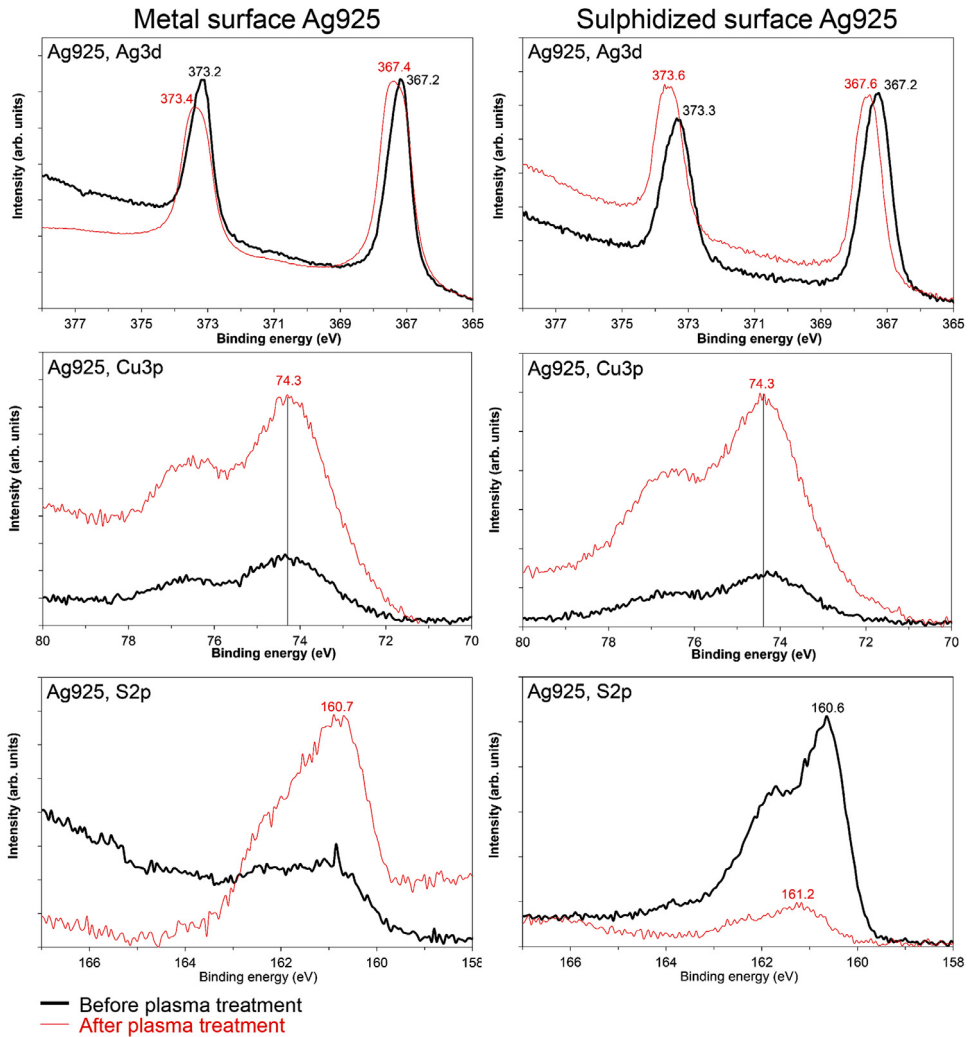 Metal surface Ag925
Sulphidized surface Ag925
Ag925, Ag3d
373.2
373.4
367.4
367.2
Intensity (arb. units)
377 375 373 371 369 367 365
Binding energy (eV)
Ag925, Ag3d
373.6
373.3
367.6
367.2
Intensity (arb. units)
377 375 373 371 369 367 365
Binding energy (eV)
Ag925, Cu3p
74.3
Intensity (arb. units)
80 78 76 74 72 70
Binding energy (eV)
Ag925, Cu3p
74.3
Intensity (arb. units)
80 78 76 74 72 70
Binding energy (eV)
Ag925, S2p
160.7
Intensity (arb. units)
166 164 162 160 158
Binding energy (eV)
Ag925, S2p
160.6
161.2
Intensity (arb. units)
166 164 162 160 158
Binding energy (eV)
Before plasma treatment
After plasma treatment